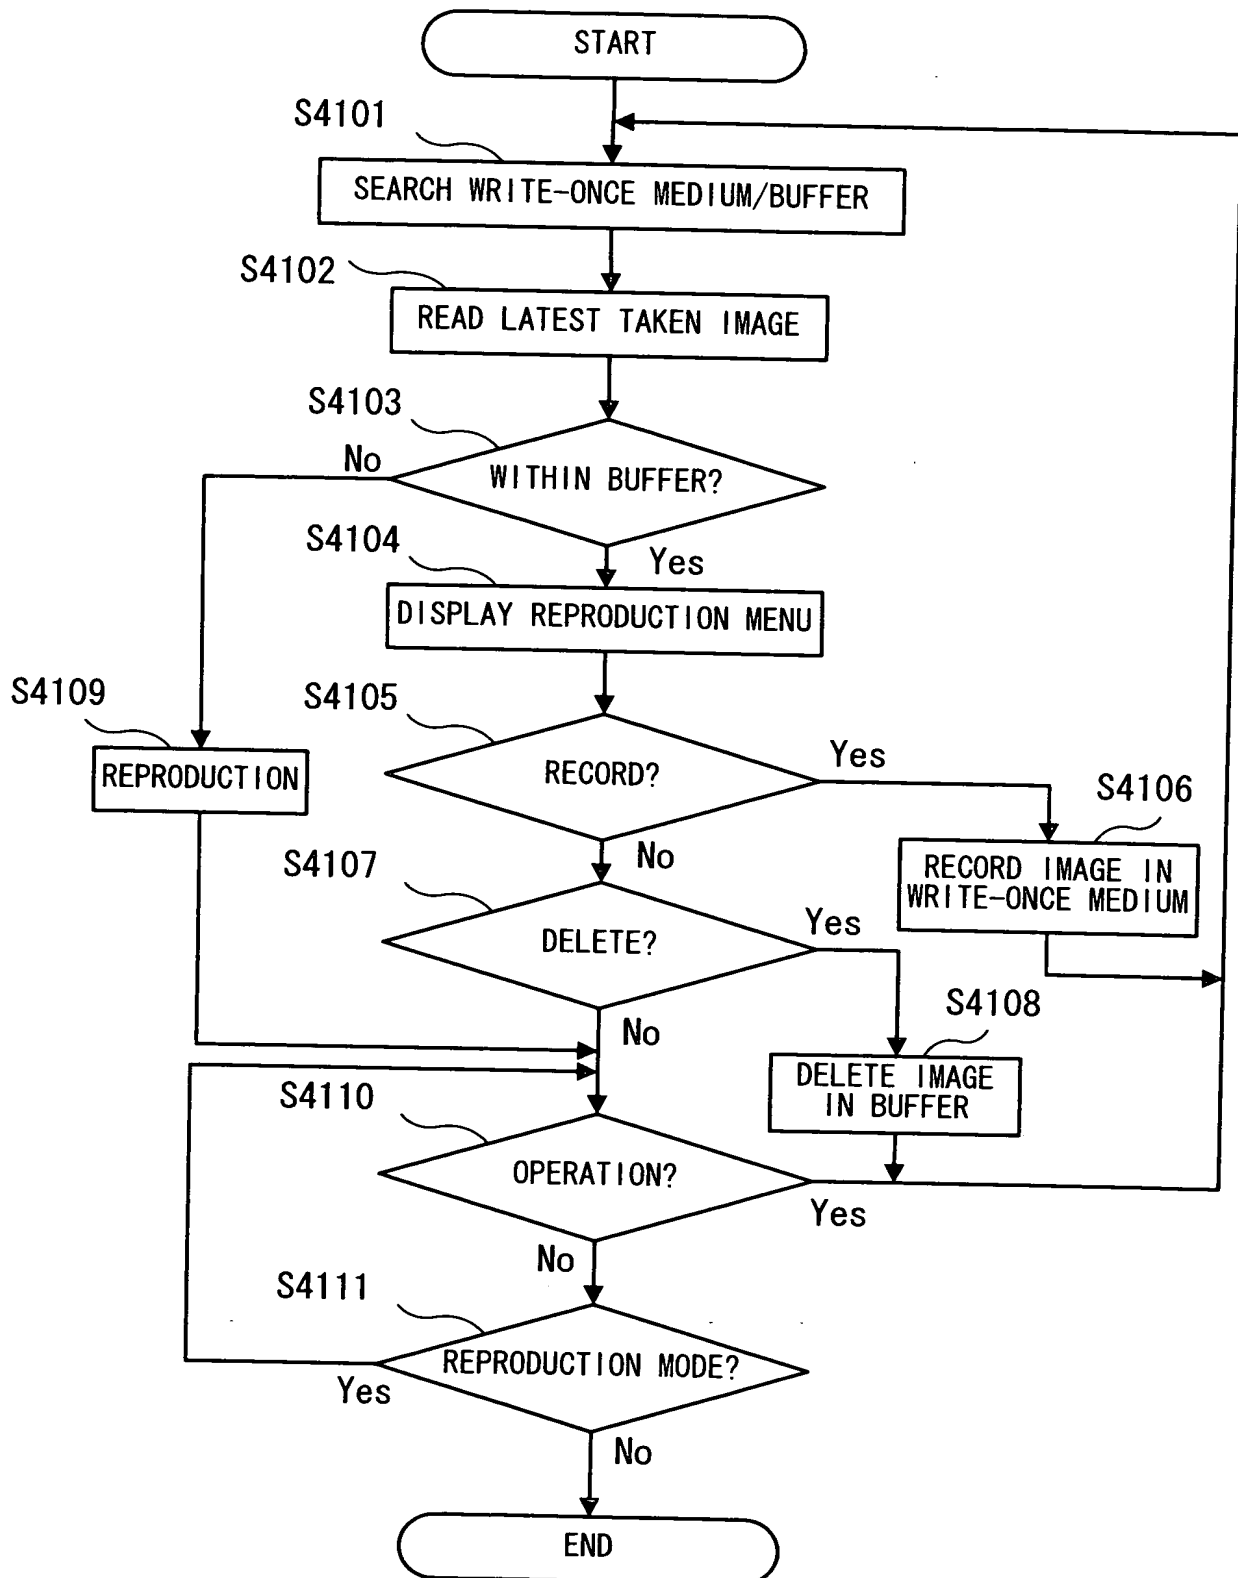 START
S4101
SEARCH WRITE-ONCE MEDIUM/BUFFER
S4102
READ LATEST TAKEN IMAGE
S4103
No
WITHIN BUFFER?
S4104
Yes
DISPLAY REPRODUCTION MENU
S4109
S4105
REPRODUCTION
RECORD?
Yes
S4106
S4107
No
RECORD IMAGE IN
WRITE-ONCE MEDIUM
DELETE?
Yes
S4108
No
DELETE IMAGE
IN BUFFER
S4110
OPERATION?
Yes
No
S4111
REPRODUCTION MODE?
Yes
No
END